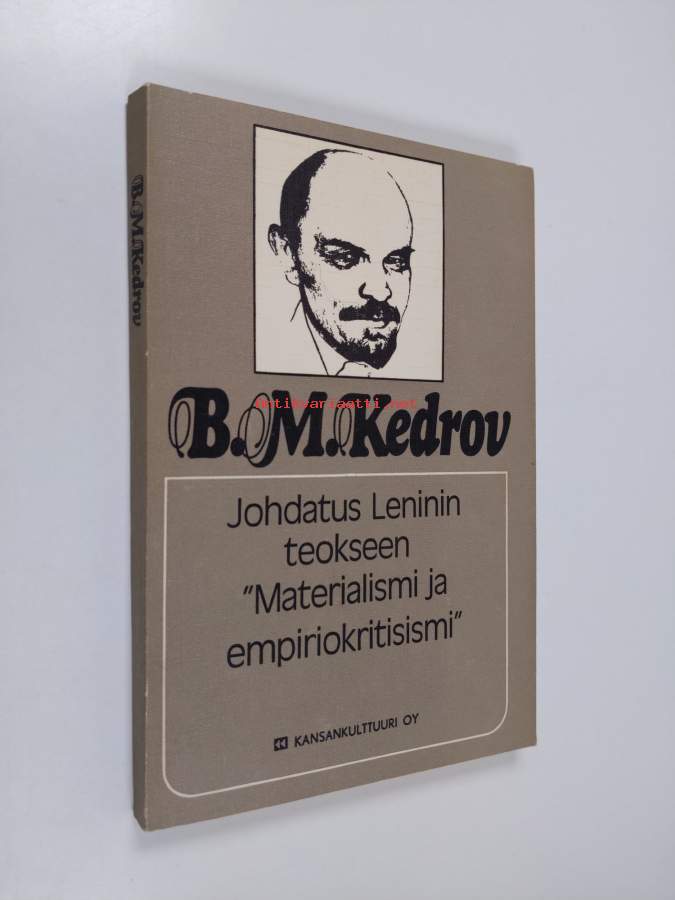 B.M.Kedrov
antikvariaatti.net
B.M.Kedrov
Johdatus Leninin
teokseen
"Materialismi ja
empiriokritisismi"
KANSANKULTTUURI OY